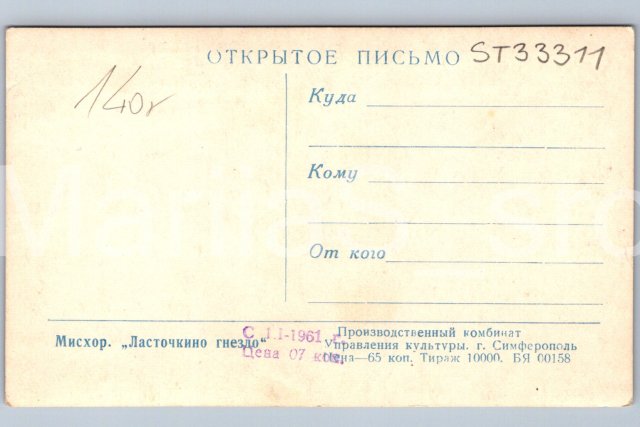 ОТКРЫТОЕ ПИСЬМО ST33311
140г
Куда
Кому
От кого
Мисхор. „Ласточкино гнездо“
С 1.I-1961 г.
Цена 07 коп.
Производственный комбинат
Управления культуры. г. Симферополь
Цена—65 коп. Тираж 10000. БЯ 00158